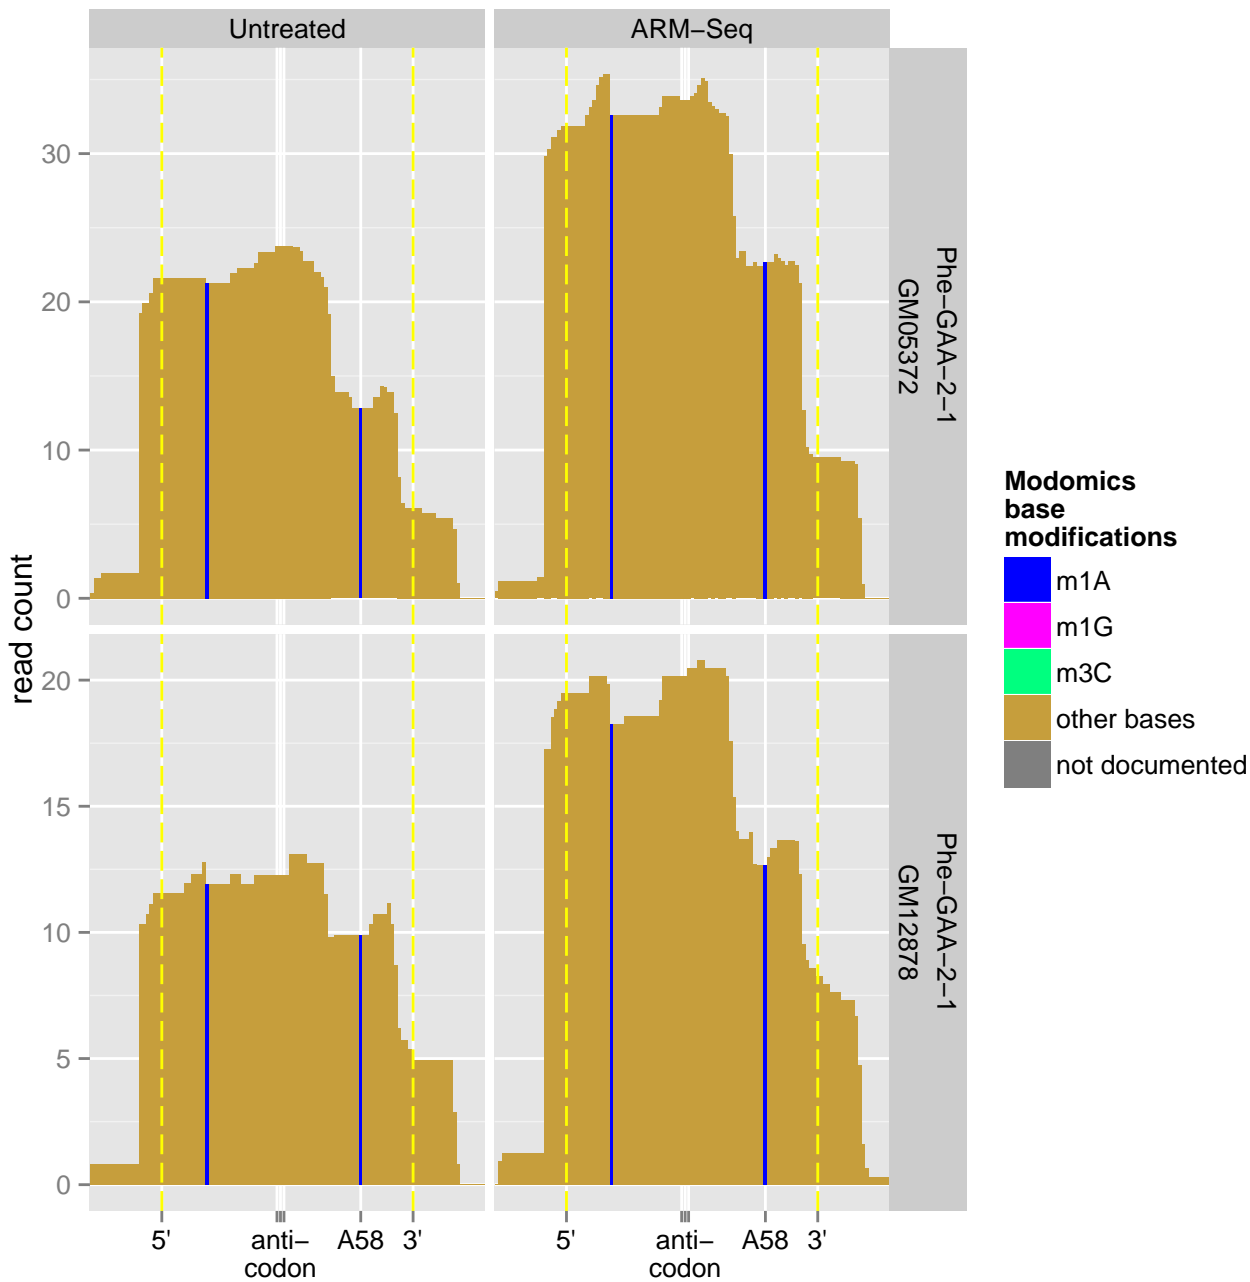 Untreated
ARM−Seq
read count
30
20
10
0
20
15
10
5
0
Phe−GAA−2−1
GM05372
Phe−GAA−2−1
GM12878
5'
anti−
codon
A58
3'
5'
anti−
codon
A58
3'
Modomics
base
modifications
m1A
m1G
m3C
other bases
not documented